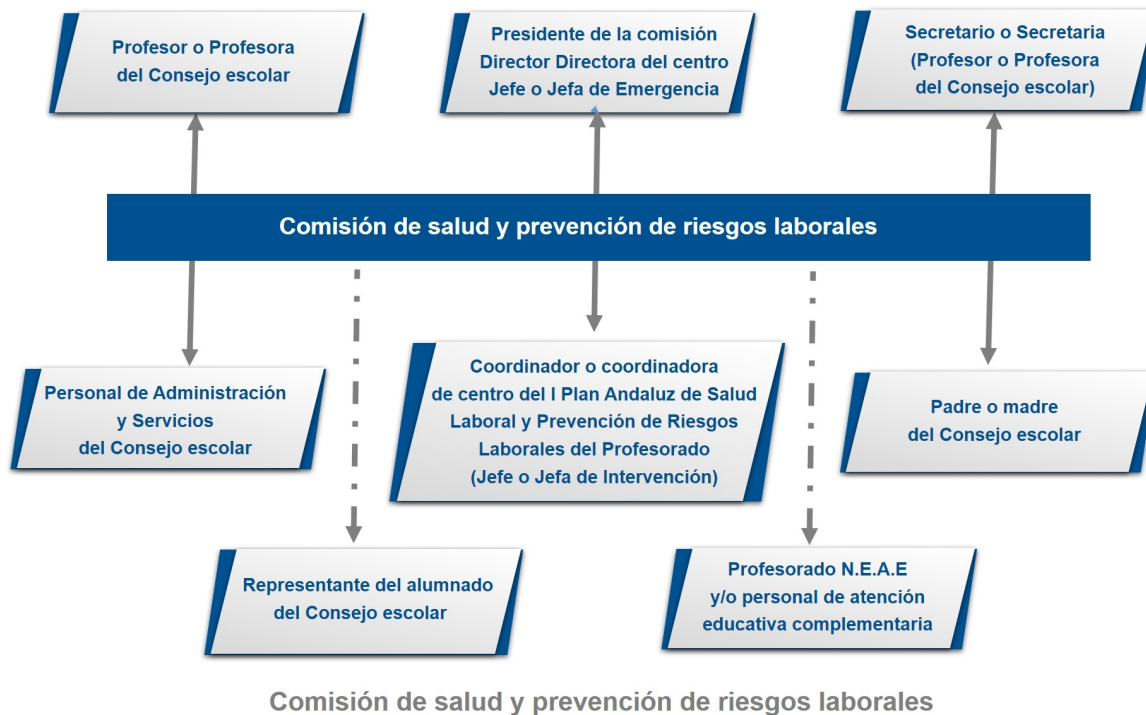 Profesor o Profesora
del Consejo escolar
Presidente de la comisión
Director Directora del centro
Jefe o Jefa de Emergencia
Secretario o Secretaria
(Profesor o Profesora
del Consejo escolar)
Comisión de salud y prevención de riesgos laborales
Personal de Administración
y Servicios
del Consejo escolar
Coordinador o coordinadora
de centro del I Plan Andaluz de Salud
Laboral y Prevención de Riesgos
Laborales del Profesorado
(Jefe o Jefa de Intervención)
Padre o madre
del Consejo escolar
Representante del alumnado
del Consejo escolar
Profesorado N.E.A.E
y/o personal de atención
educativa complementaria
Comisión de salud y prevención de riesgos laborales